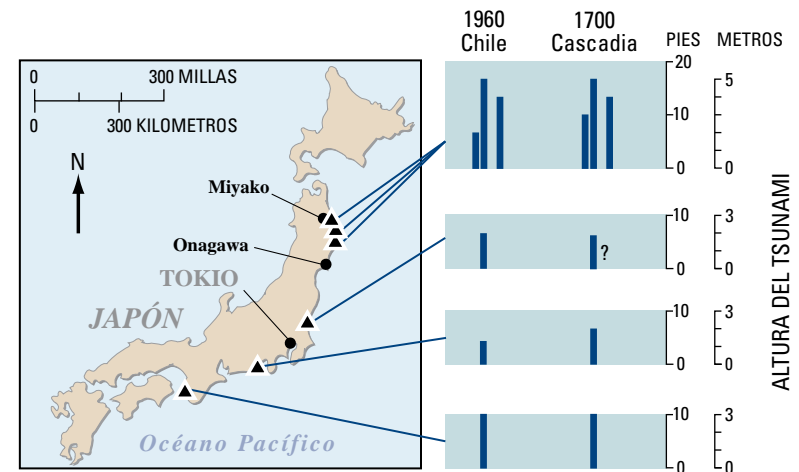 1960
Chile
1700
Cascadia
PIES METROS
0 300 MILLAS
0 300 KILOMETROS
N
Miyako
Onagawa
TOKIO
JAPÓN
Océano Pacífico
20
10
0
5
0
10
0
3
0
?
10
0
3
0
10
0
3
0
ALTURA DEL TSUNAMI